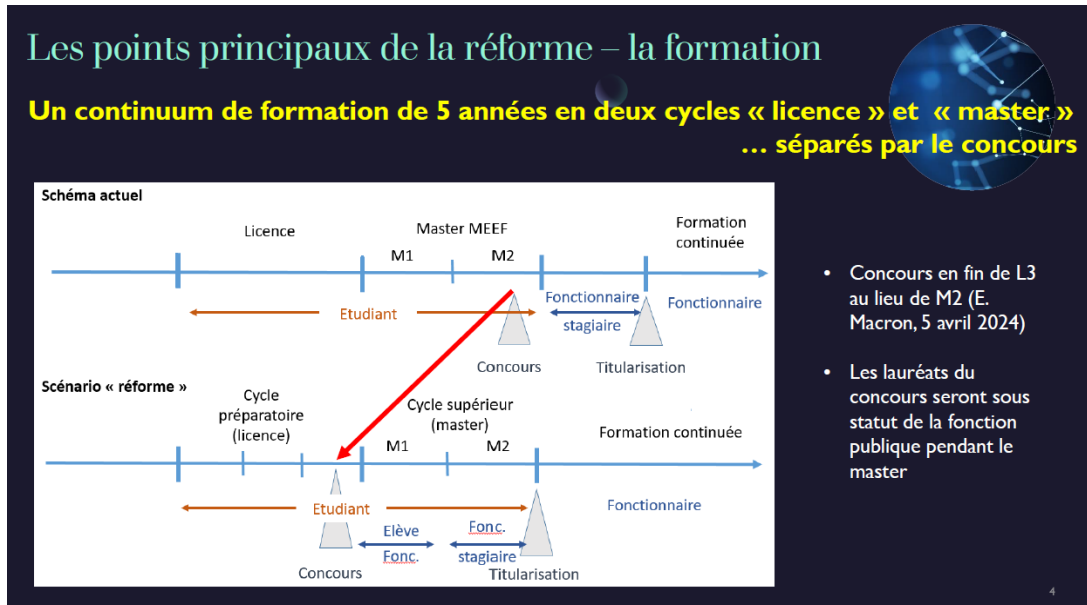 Les points principaux de la réforme – la formation
Un continuum de formation de 5 années en deux cycles « licence » et « master »
… séparés par le concours
Schéma actuel
Licence
Master MEEF
Formation
continuée
M1
M2
Etudiant
Fonctionnaire
stagiaire
Fonctionnaire
Concours
Titularisation
Scénario « réforme »
Cycle
préparatoire
(licence)
Cycle supérieur
(master)
M1
M2
Formation continuée
Etudiant
Fonctionnaire
Elève
Fonc.
Fonc.
stagiaire
Concours
Titularisation
• Concours en fin de L3
au lieu de M2 (E.
Macron, 5 avril 2024)
• Les lauréats du
concours seront sous
statut de la fonction
publique pendant le
master
4